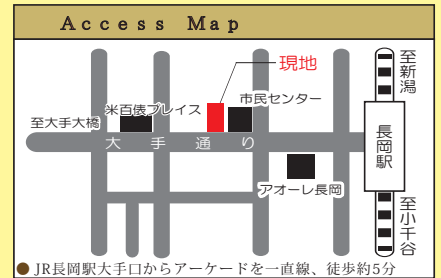 Access Map
現地
至新潟
米百俵プレイス
市民センター
至大手大橋
大手通り
長岡駅
アオーレ長岡
至小千谷
● JR長岡駅大手口からアーケードを一直線、徒歩約5分